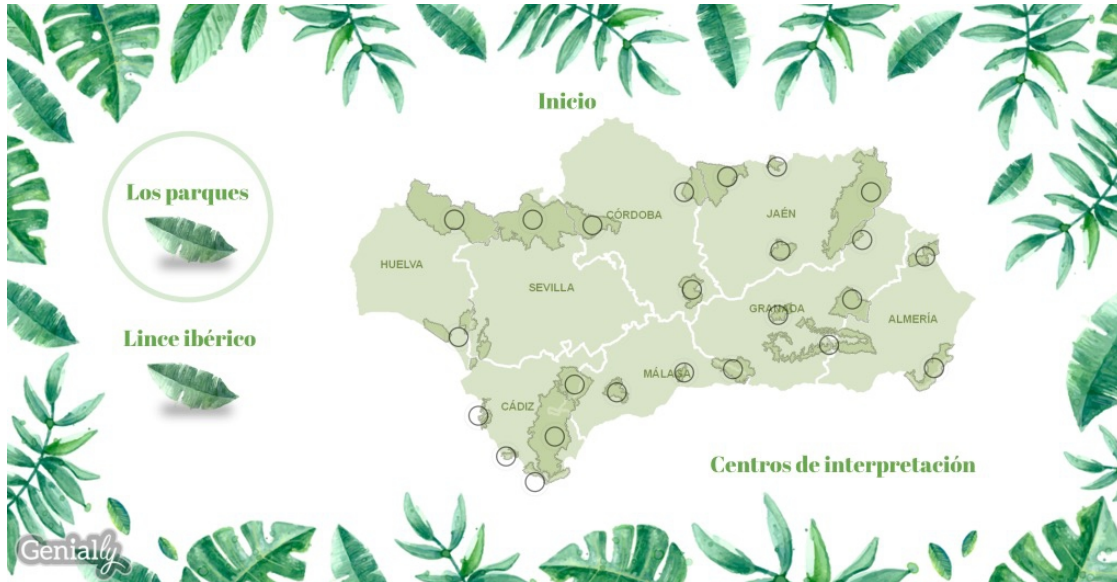 Inicio
Los parques
CÓRDOBA
JAÉN
HUELVA
SEVILLA
GRANADA
ALMERÍA
Lince ibérico
MÁLAGA
CÁDIZ
Centros de interpretación
Genially